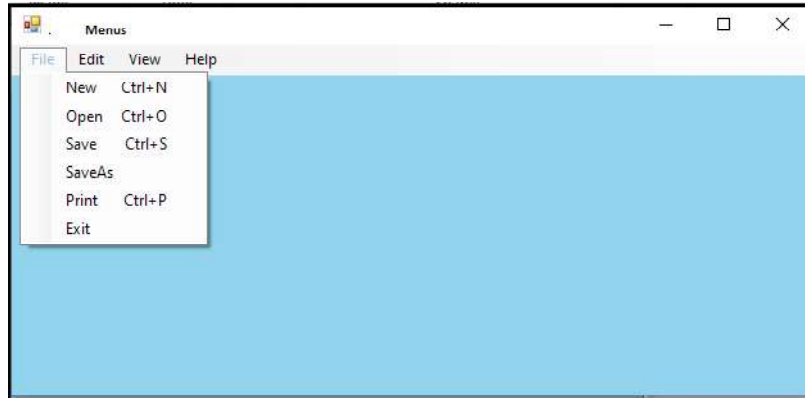 . Menus
File Edit View Help
New Ctrl+N
Open Ctrl+O
Save Ctrl+S
SaveAs
Print Ctrl+P
Exit